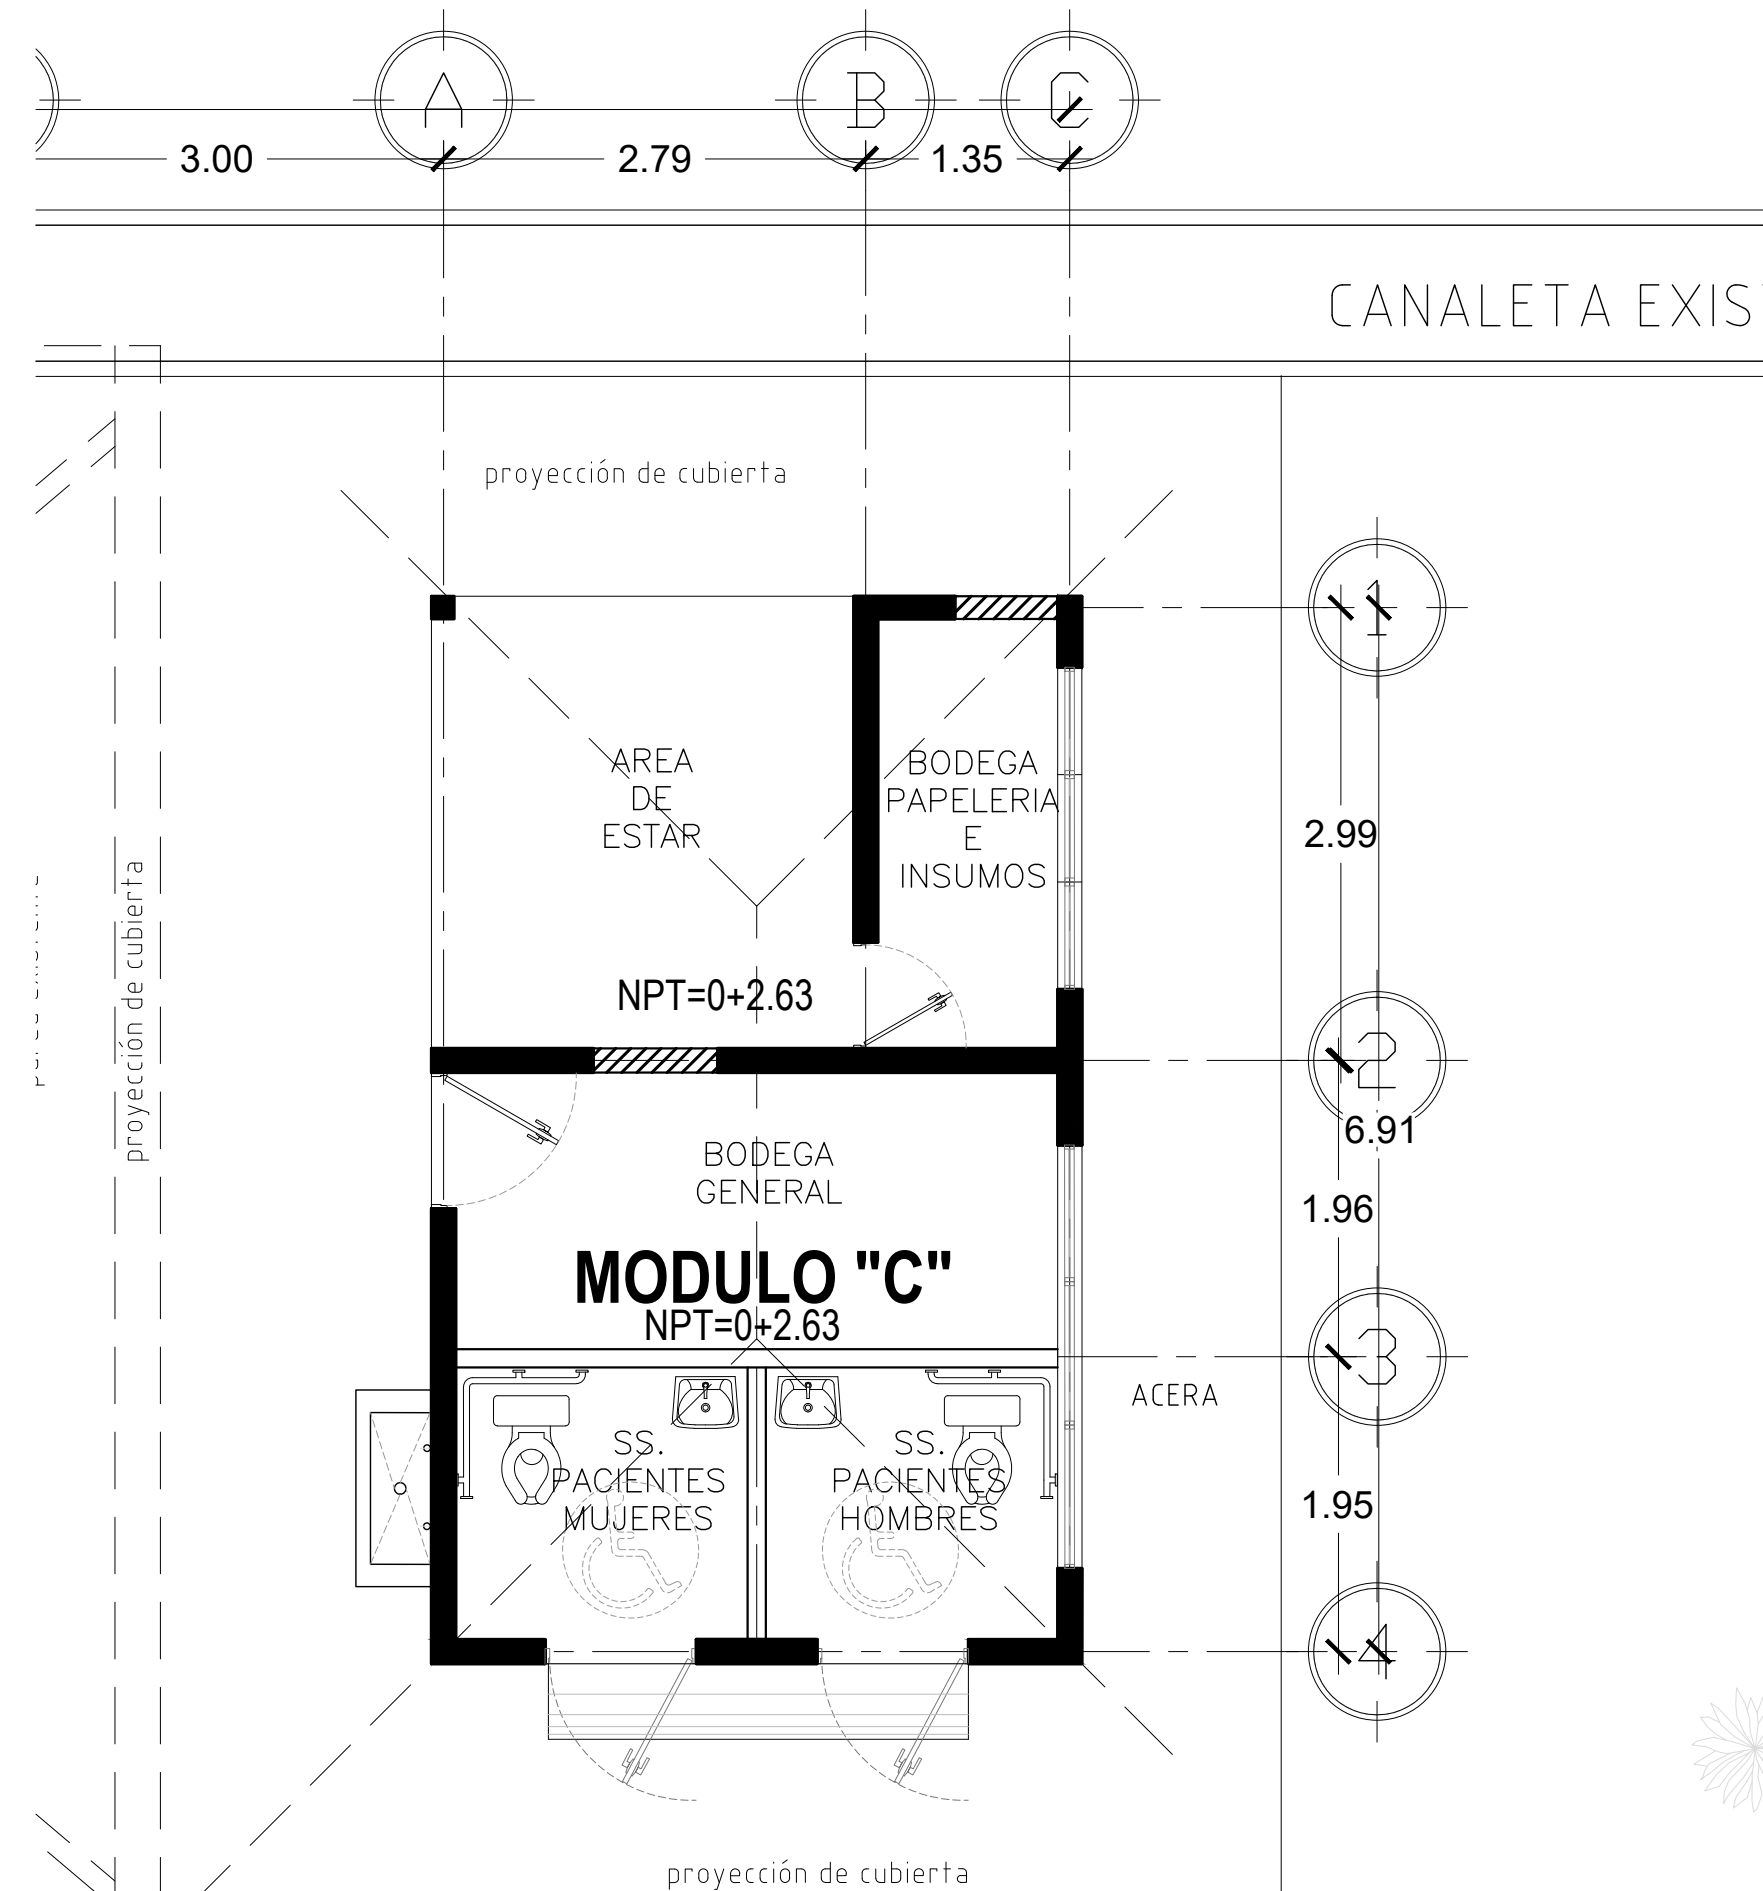 A
B
C
3.00
2.79
1.35
CANALETA EXIS
proyección de cubierta
1
AREA
DE
ESTAR
BODEGA
PAPELERIA
E
INSUMOS
2.99
proyección de cubierta
NPT=0+2.63
2
6.91
BODEGA
GENERAL
1.96
MODULO "C"
NPT=0+2.63
3
ACERA
SS.
PACIENTES
MUJERES
SS.
PACIENTES
HOMBRES
1.95
4
proyección de cubierta